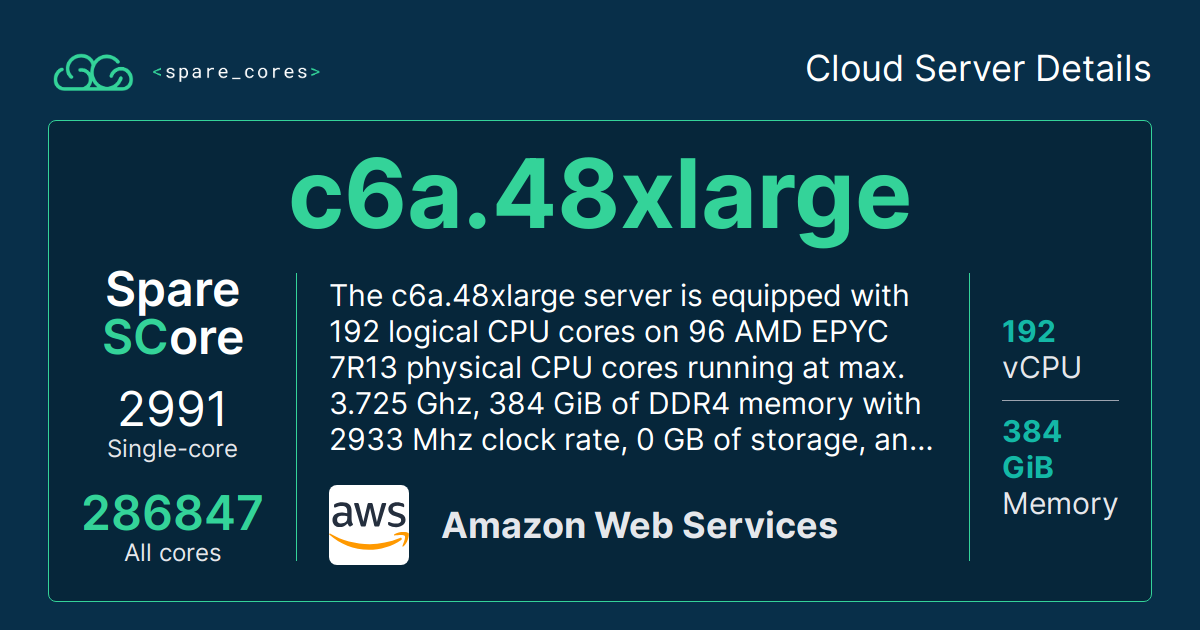 <spare_cores>
Cloud Server Details
c6a.48xlarge
Spare
SCore
2991
Single-core
286847
All cores
The c6a.48xlarge server is equipped with
192 logical CPU cores on 96 AMD EPYC
7R13 physical CPU cores running at max.
3.725 Ghz, 384 GiB of DDR4 memory with
2933 Mhz clock rate, 0 GB of storage, an...
aws
Amazon Web Services
192
vCPU
384
GiB
Memory